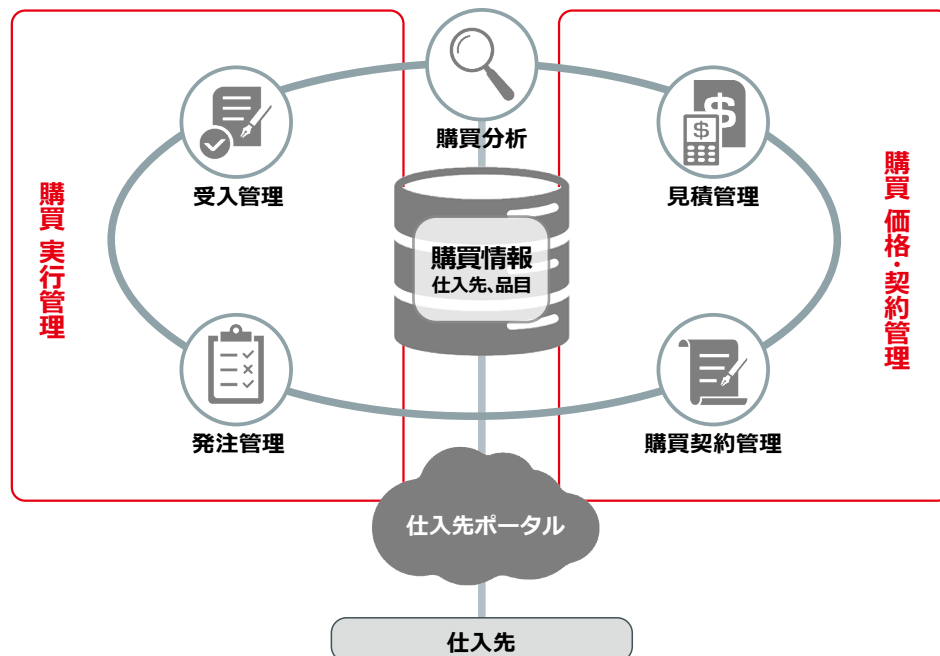 購買分析
受入管理
見積管理
購買 実行管理
購買 価格・契約管理
購買情報
仕入先、品目
発注管理
購買契約管理
仕入先ポータル
仕入先
$
$